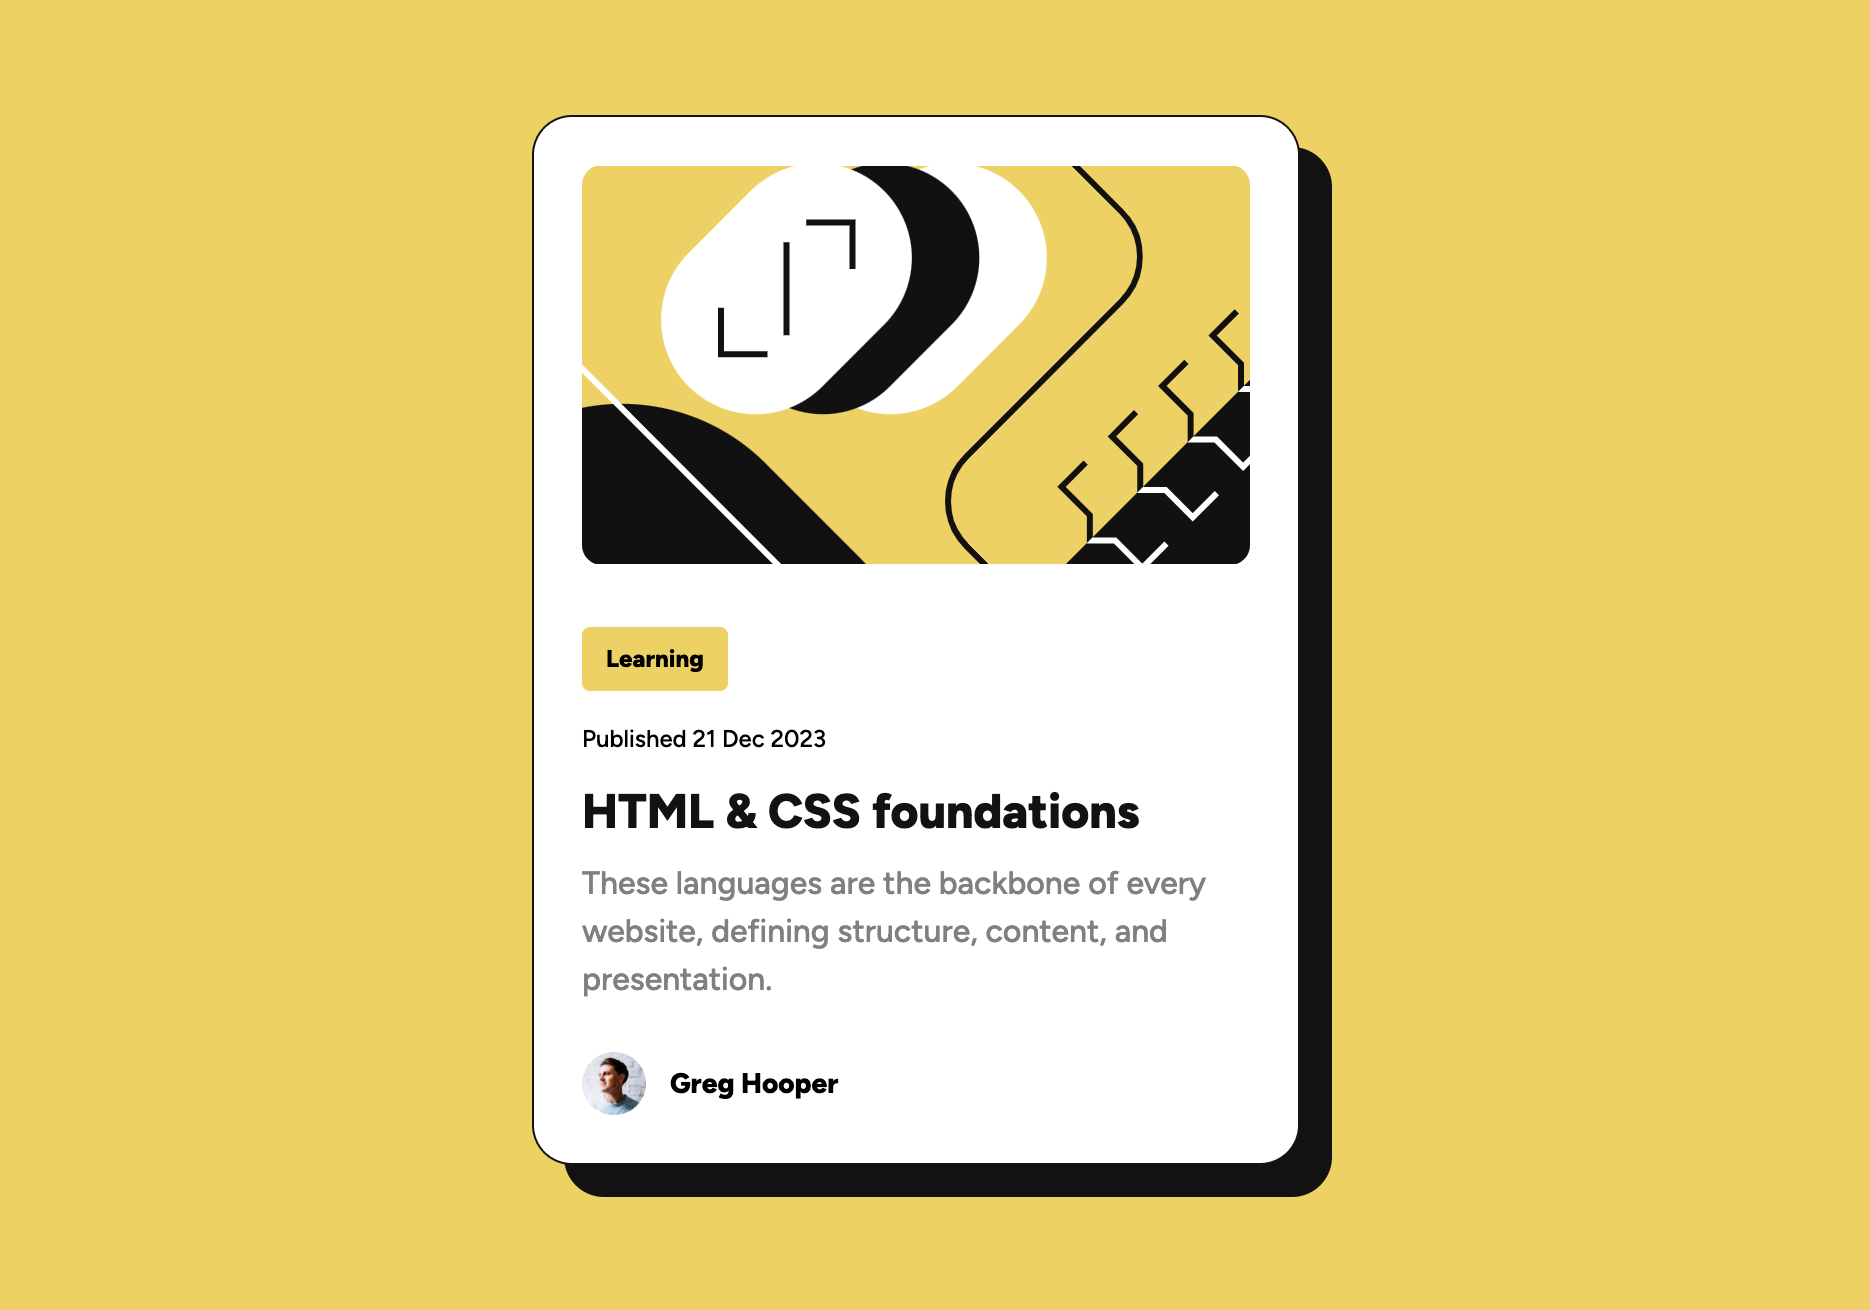 Learning
Published 21 Dec 2023
HTML & CSS foundations
These languages are the backbone of every
website, defining structure, content, and
presentation.
Greg Hooper